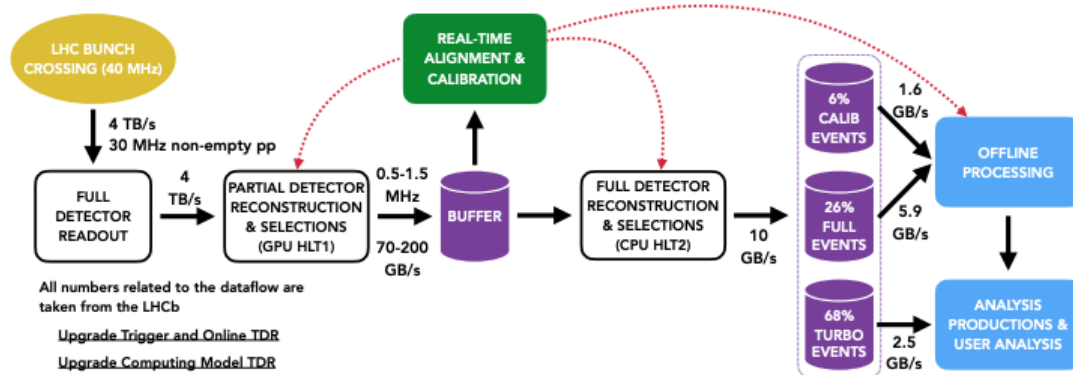 LHC BUNCH
CROSSING (40 MHz)
4 TB/s
30 MHz non-empty pp
FULL
DETECTOR
READOUT
4
TB/s
PARTIAL DETECTOR
RECONSTRUCTION
& SELECTIONS
(GPU HLT1)
0.5-1.5
MHz
70-200
GB/s
REAL-TIME
ALIGNMENT &
CALIBRATION
BUFFER
FULL DETECTOR
RECONSTRUCTION
& SELECTIONS
(CPU HLT2)
10
GB/s
6%
CALIB
EVENTS
26%
FULL
EVENTS
68%
TURBO
EVENTS
1.6
GB/s
5.9
GB/s
2.5
GB/s
OFFLINE
PROCESSING
ANALYSIS
PRODUCTIONS &
USER ANALYSIS
All numbers related to the dataflow are
taken from the LHCb
Upgrade Trigger and Online TDR
Upgrade Computing Model TDR